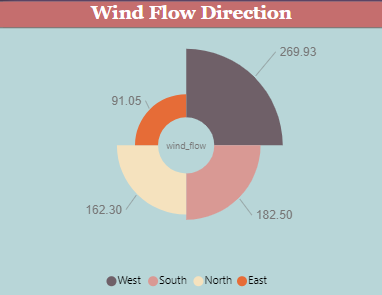 Wind Flow Direction
269.93
91.05
wind_flow
162.30
182.50
West South North East